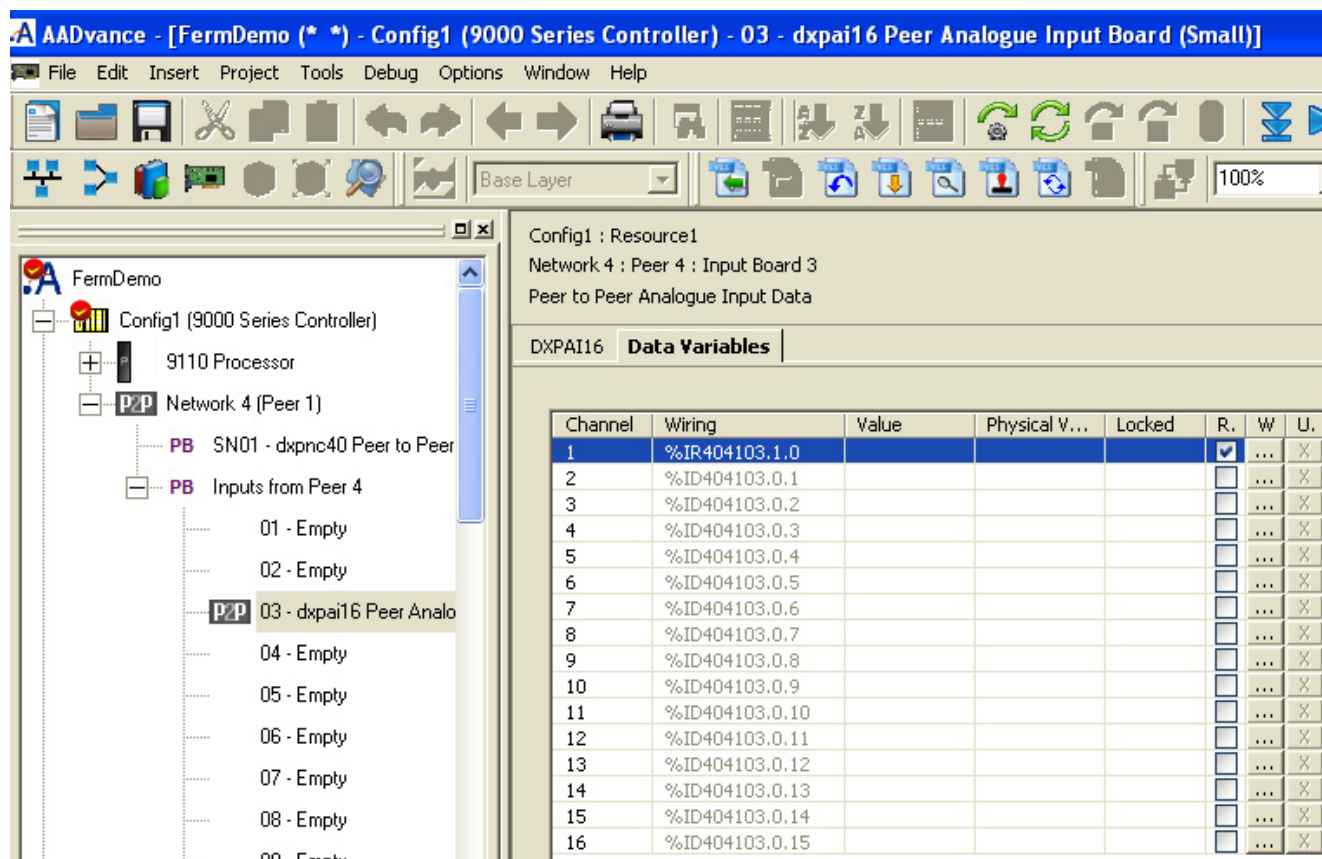 AADvance - [FermDemo (* *) - Config1 (9000 Series Controller) - 03 - dxpai16 Peer Analogue Input Board (Small)]
File Edit Insert Project Tools Debug Options Window Help
Base Layer 100%
FermDemo
Config1 (9000 Series Controller)
9110 Processor
P2P Network 4 (Peer 1)
PB SN01 - dxpnc40 Peer to Peer
PB Inputs from Peer 4
01 - Empty
02 - Empty
P2P 03 - dxpai16 Peer Analo
04 - Empty
05 - Empty
06 - Empty
07 - Empty
08 - Empty
Config1 : Resource1
Network 4 : Peer 4 : Input Board 3
Peer to Peer Analogue Input Data
DXPAI16 Data Variables
Channel Wiring Value Physical V... Locked R. W U.
1 %IR404103.1.0 ... X
2 %ID404103.0.1 ... X
3 %ID404103.0.2 ... X
4 %ID404103.0.3 ... X
5 %ID404103.0.4 ... X
6 %ID404103.0.5 ... X
7 %ID404103.0.6 ... X
8 %ID404103.0.7 ... X
9 %ID404103.0.8 ... X
10 %ID404103.0.9 ... X
11 %ID404103.0.10 ... X
12 %ID404103.0.11 ... X
13 %ID404103.0.12 ... X
14 %ID404103.0.13 ... X
15 %ID404103.0.14 ... X
16 %ID404103.0.15 ... X